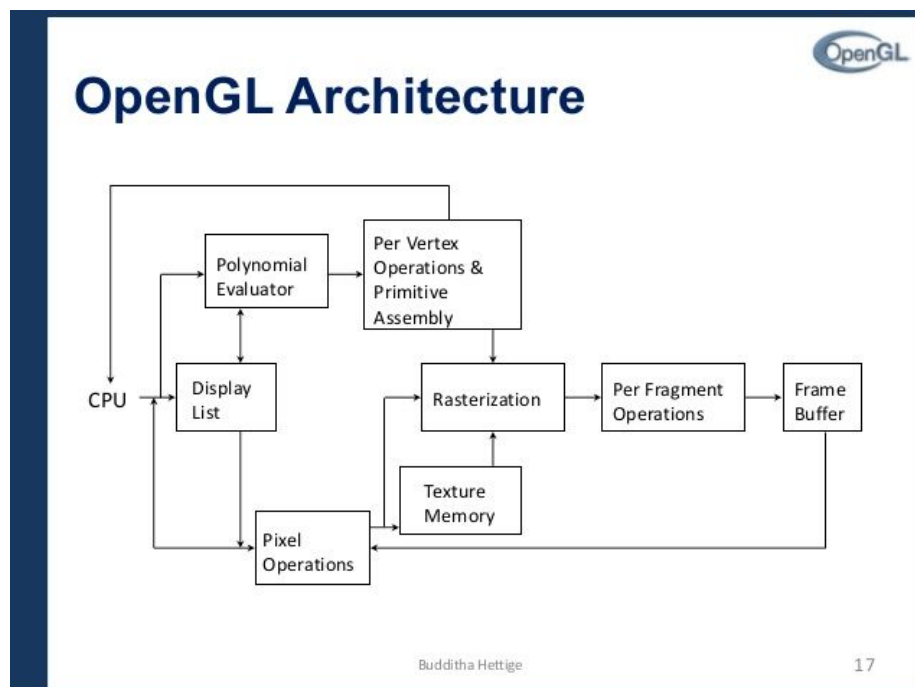 OpenGL
OpenGL Architecture
Per Vertex
Operations &
Primitive
Assembly
Polynomial
Evaluator
CPU
Display
List
Rasterization
Per Fragment
Operations
Frame
Buffer
Texture
Memory
Pixel
Operations
Budditha Hettige
17